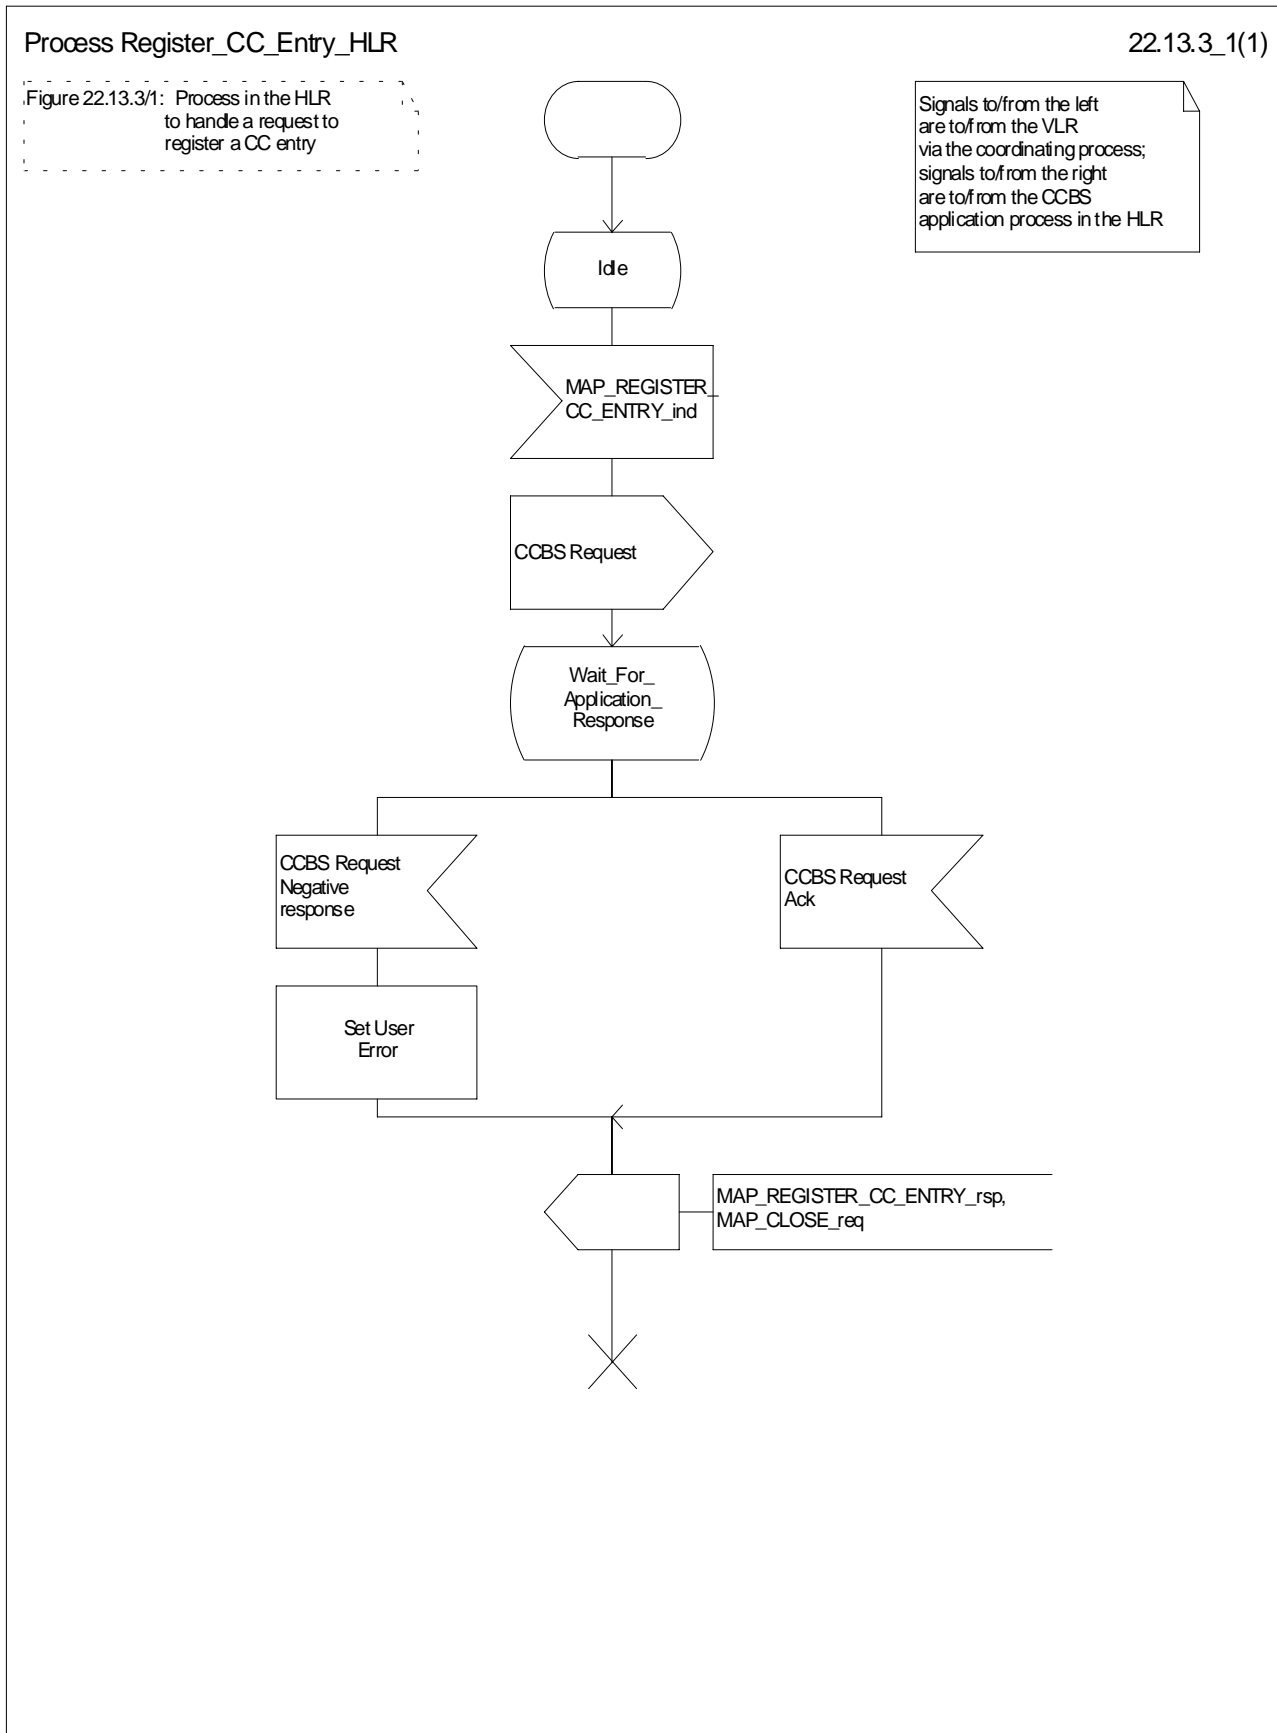 Process Register_CC_Entry_HLR
22.13.3_1(1)
Figure 22.13.3/1: Process in the HLR
to handle a request to
register a CC entry
Signals to/from the left
are to/from the VLR
via the coordinating process;
signals to/from the right
are to/from the CCBS
application process in the HLR
Idle
MAP_REGISTER_
CC_ENTRY_ind
CCBS Request
Wait_For_
Application_
Response
CCBS Request
Negative
response
CCBS Request
Ack
Set User
Error
MAP_REGISTER_CC_ENTRY_rsp,
MAP_CLOSE_req